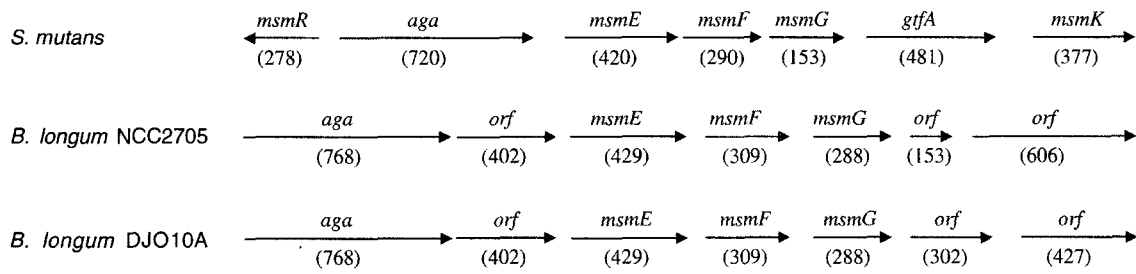 msmR aga msmE msmF msmG gtfA msmK
S. mutans
(278) (720) (420) (290) (153) (481) (377)
aga orf msmE msmF msmG orf orf
B. longum NCC2705
(768) (402) (429) (309) (288) (153) (606)
aga orf msmE msmF msmG orf orf
B. longum DJO10A
(768) (402) (429) (309) (288) (302) (427)